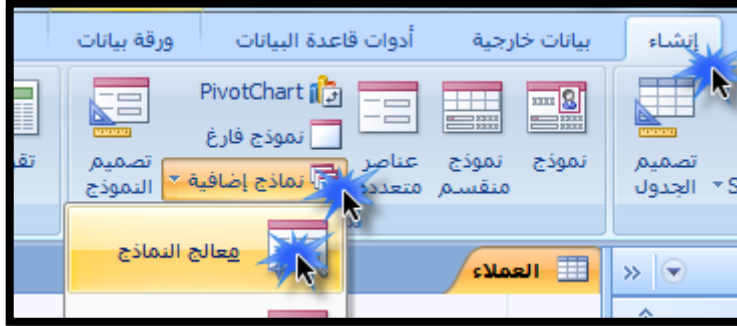 إنشاء
بيانات خارجية
أدوات قاعدة البيانات
ورقة بيانات
تصميم الجدول
نموذج
نموذج منقسم
عناصر
PivotChart
نموذج فارغ
نماذج إضافية
تصميم النموذج
معالج النماذج
العملاء